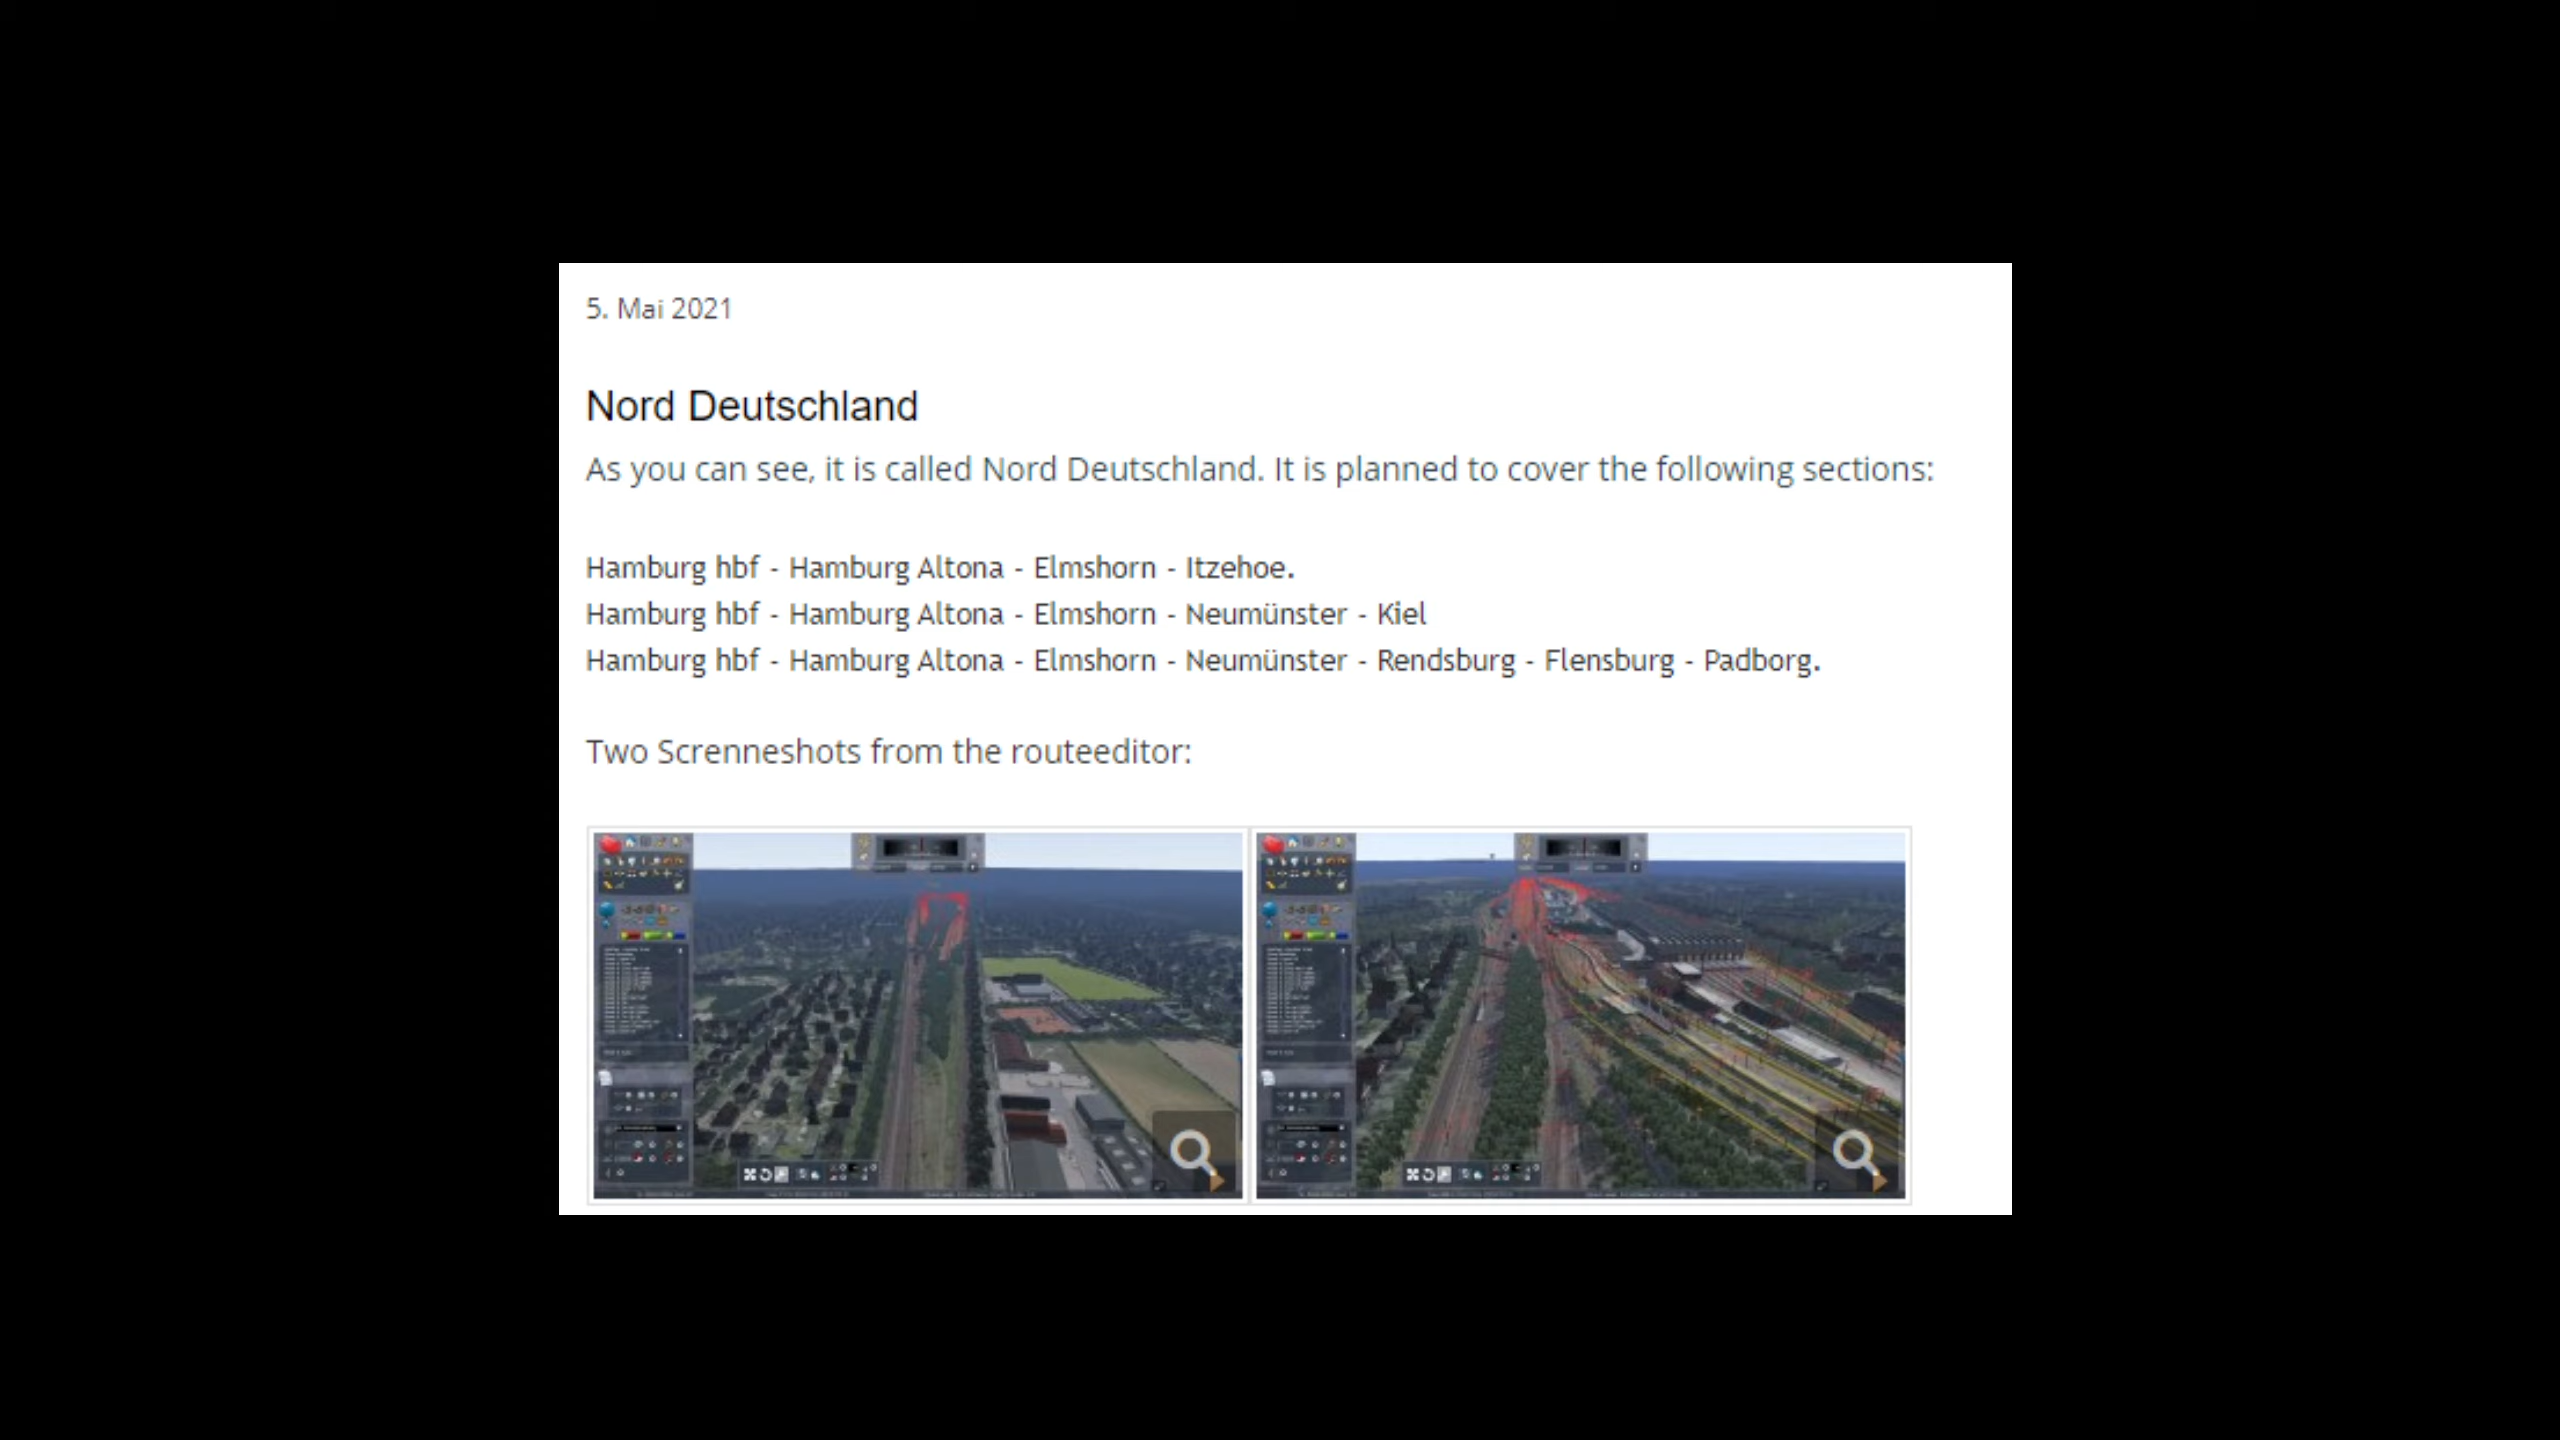 5. Mai 2021
Nord Deutschland
As you can see, it is called Nord Deutschland. It is planned to cover the following sections:
Hamburg hbf - Hamburg Altona - Elmshorn - Itzehoe.
Hamburg hbf - Hamburg Altona - Elmshorn - Neumünster - Kiel
Hamburg hbf - Hamburg Altona - Elmshorn - Neumünster - Rendsburg - Flensburg - Padborg.
Two Screnneshots from the routeeditor: